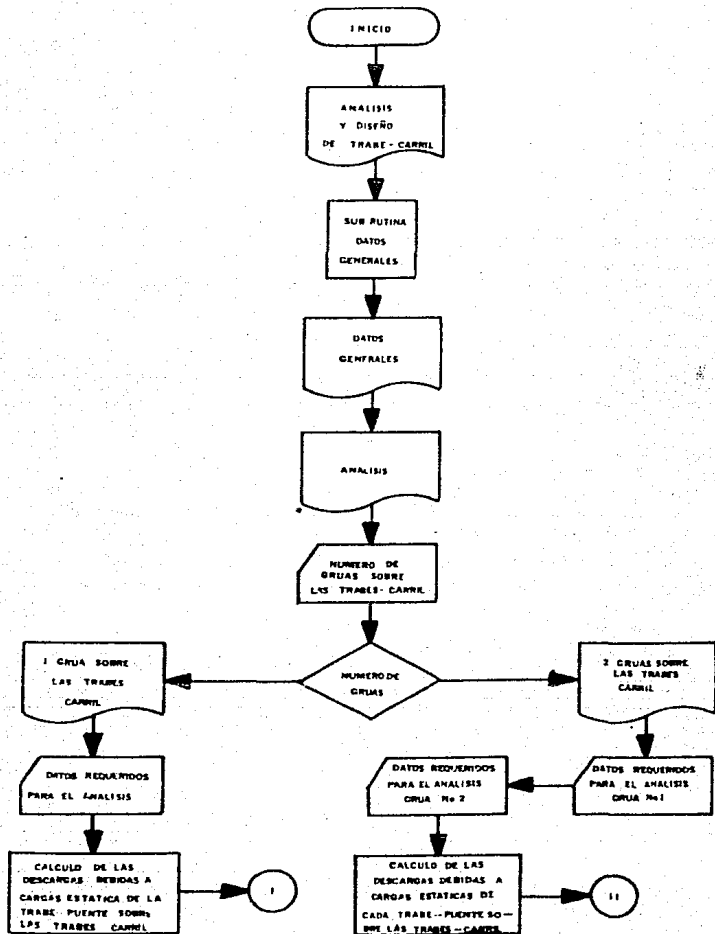 INICIO
ANALISIS
Y DISEÑO
DE TRABE-CARRIL
SUB RUTINA
DATOS
GENERALES
DATOS
GENERALES
ANALISIS
NUMERO DE
GRUAS SOBRE
LAS TRABES-CARRIL
NUMERO DE
GRUAS
1 GRUA SOBRE
LAS TRABES
CARRIL
DATOS REQUERIDOS
PARA EL ANALISIS
CALCULO DE LAS
DESCARGAS DEBIDAS A
CARGAS ESTATICA DE LA
TRABE-PUENTE SOBRE
LAS TRABES CARRIL
I
2 GRUAS SOBRE
LAS TRABES
CARRIL
DATOS REQUERIDOS
PARA EL ANALISIS
GRUA No 1
DATOS REQUERIDOS
PARA EL ANALISIS
GRUA No 2
CALCULO DE LAS
DESCARGAS DEBIDAS A
CARGAS ESTATICAS DE
CADA TRABE--PUENTE SO-
BRE LAS TRABES-CARRIL
II